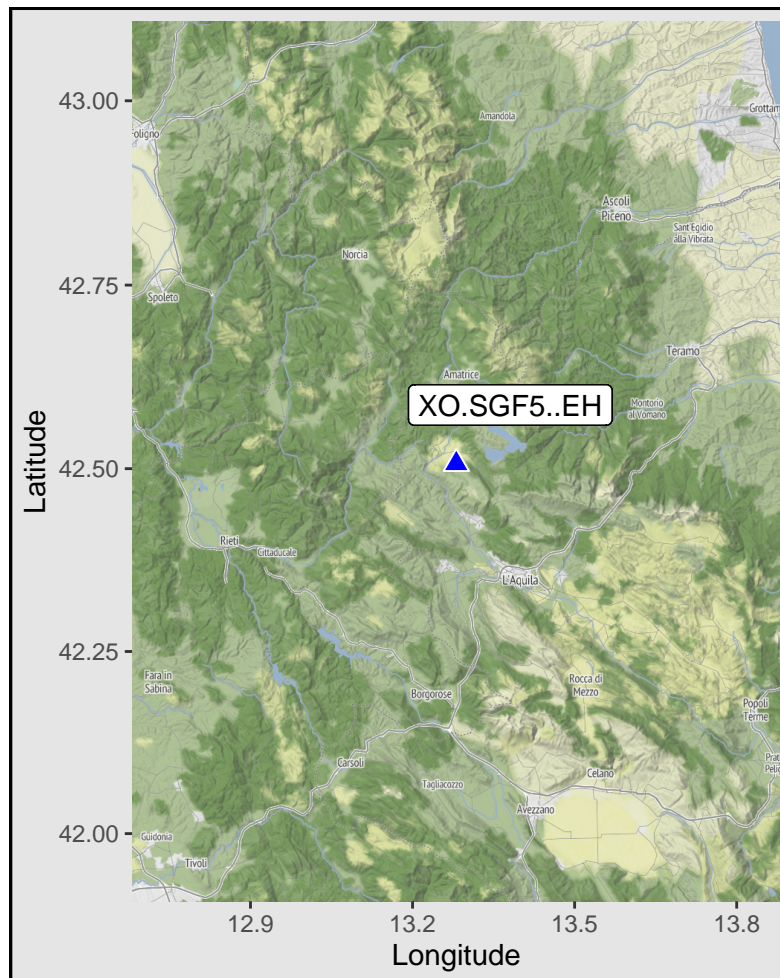 43.00
42.75
42.50
42.25
42.00
Latitude
Foligno
Amandola
Grottam
Ascoli
Piceno
Sant'Egidio
alla Vibrata
Norcia
Spoleto
Teramo
Amatrice
XO.SGF5..EH
Montorio
al Vomano
Rieti
Cittaducale
L'Aquila
Fara in
Sabina
Rocca di
Mezzo
Borgorose
Popoli
Terme
Carsoli
Prat
Pelig
Celano
Tagliacozzo
Avezzano
Guidonia
Tivoli
12.9
13.2
13.5
13.8
Longitude